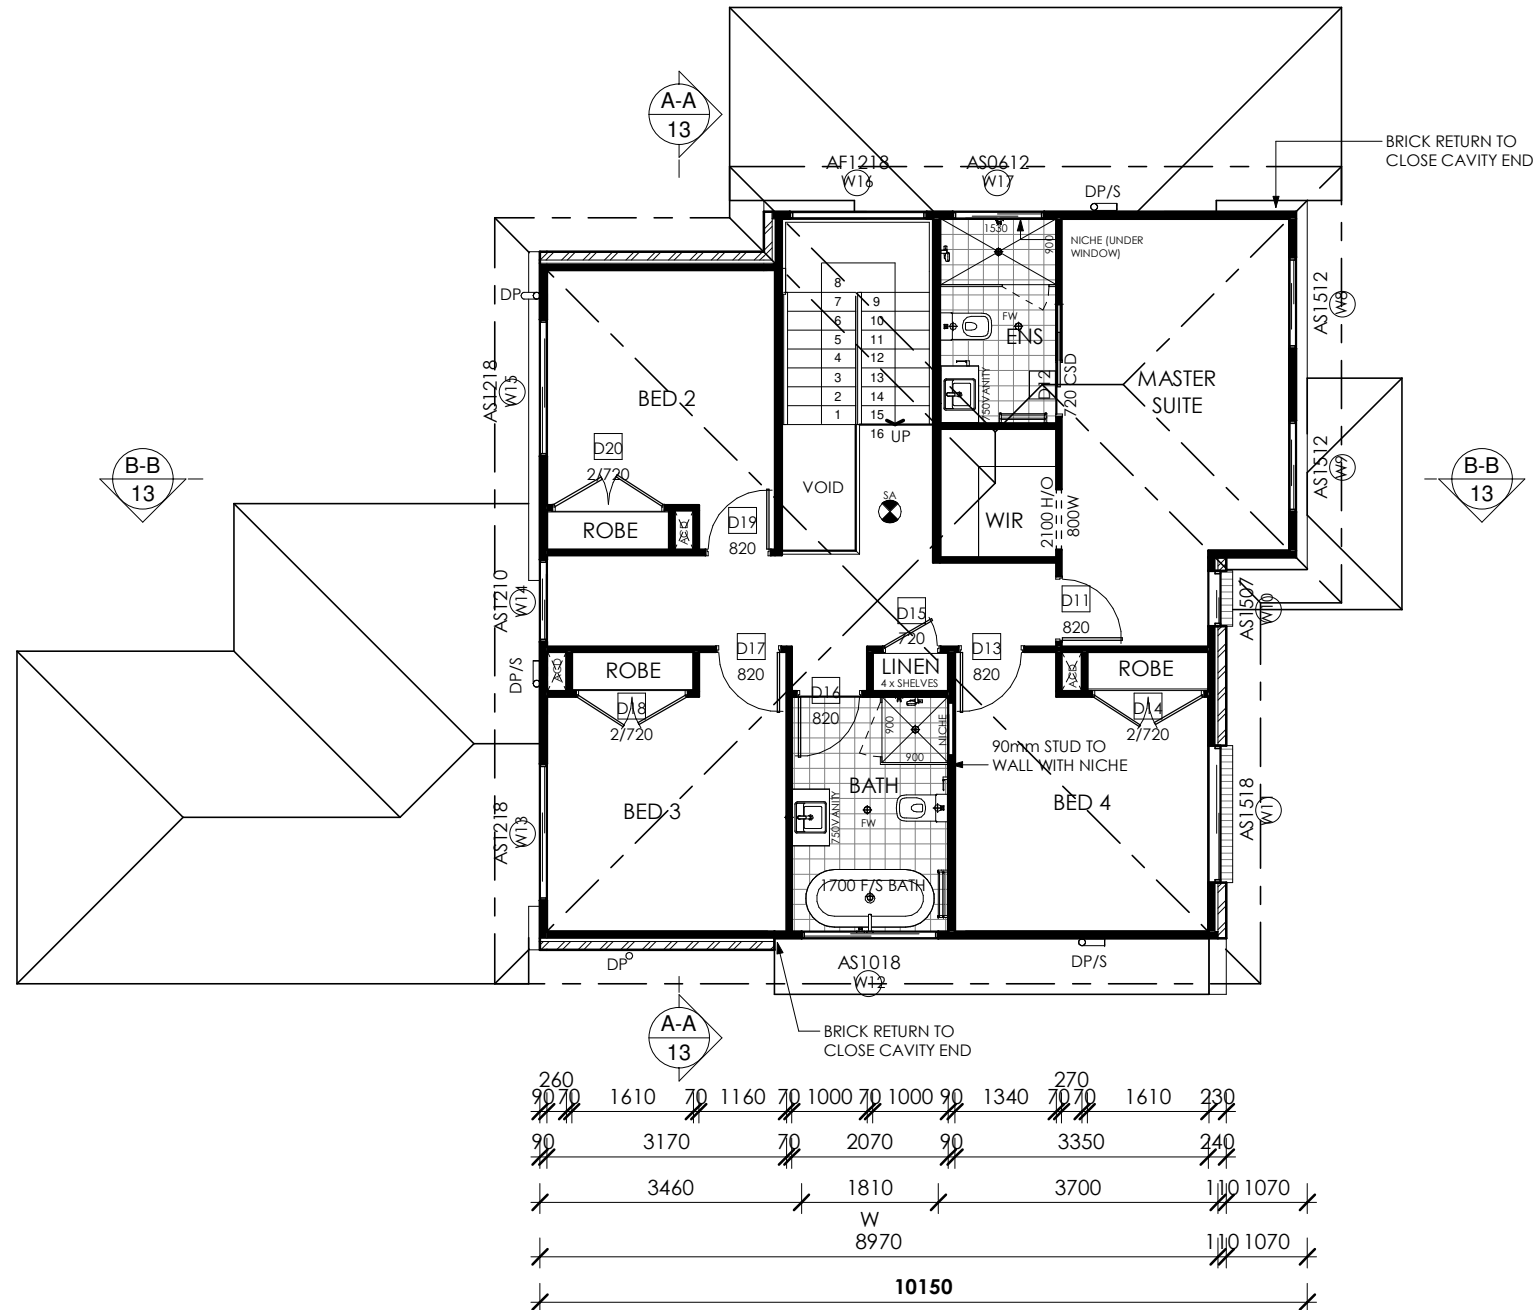 A-A
13
BRICK RETURN TO
CLOSE CAVITY END
AF1218
W16
AS0612
W17
DP/S
1530
900
NICHE (UNDER
WINDOW)
DP
8
7
6
5
4
3
2
1
9
10
11
12
13
14
15
16
UP
FW
ENS
750VANITY
D12
720 CSD
MASTER
SUITE
AS1512
W8
AS1512
W9
AS1218
W15
BED 2
D20
2/720
ROBE
D19
820
VOID
SA
WIR
2100 H/O
800W
B-B
13
B-B
13
AS1210
W14
D15
720
D11
820
AS1507
W10
D17
820
D13
820
LINEN
4 x SHELVES
ROBE
ROBE
DP/S
D18
2/720
D16
820
900
900
NICHE
D14
2/720
90mm STUD TO
WALL WITH NICHE
BATH
BED 3
BED 4
750VANITY
FW
AS1218
W13
AS1518
W11
1700 F/S BATH
DP
AS1018
W12
DP/S
A-A
13
BRICK RETURN TO
CLOSE CAVITY END
260 270
90 70 1610 70 1160 70 1000 70 1000 90 1340 70 70 1610 230
90 3170 70 2070 90 3350 240
3460 1810 3700 110 1070
W
8970 110 1070
10150